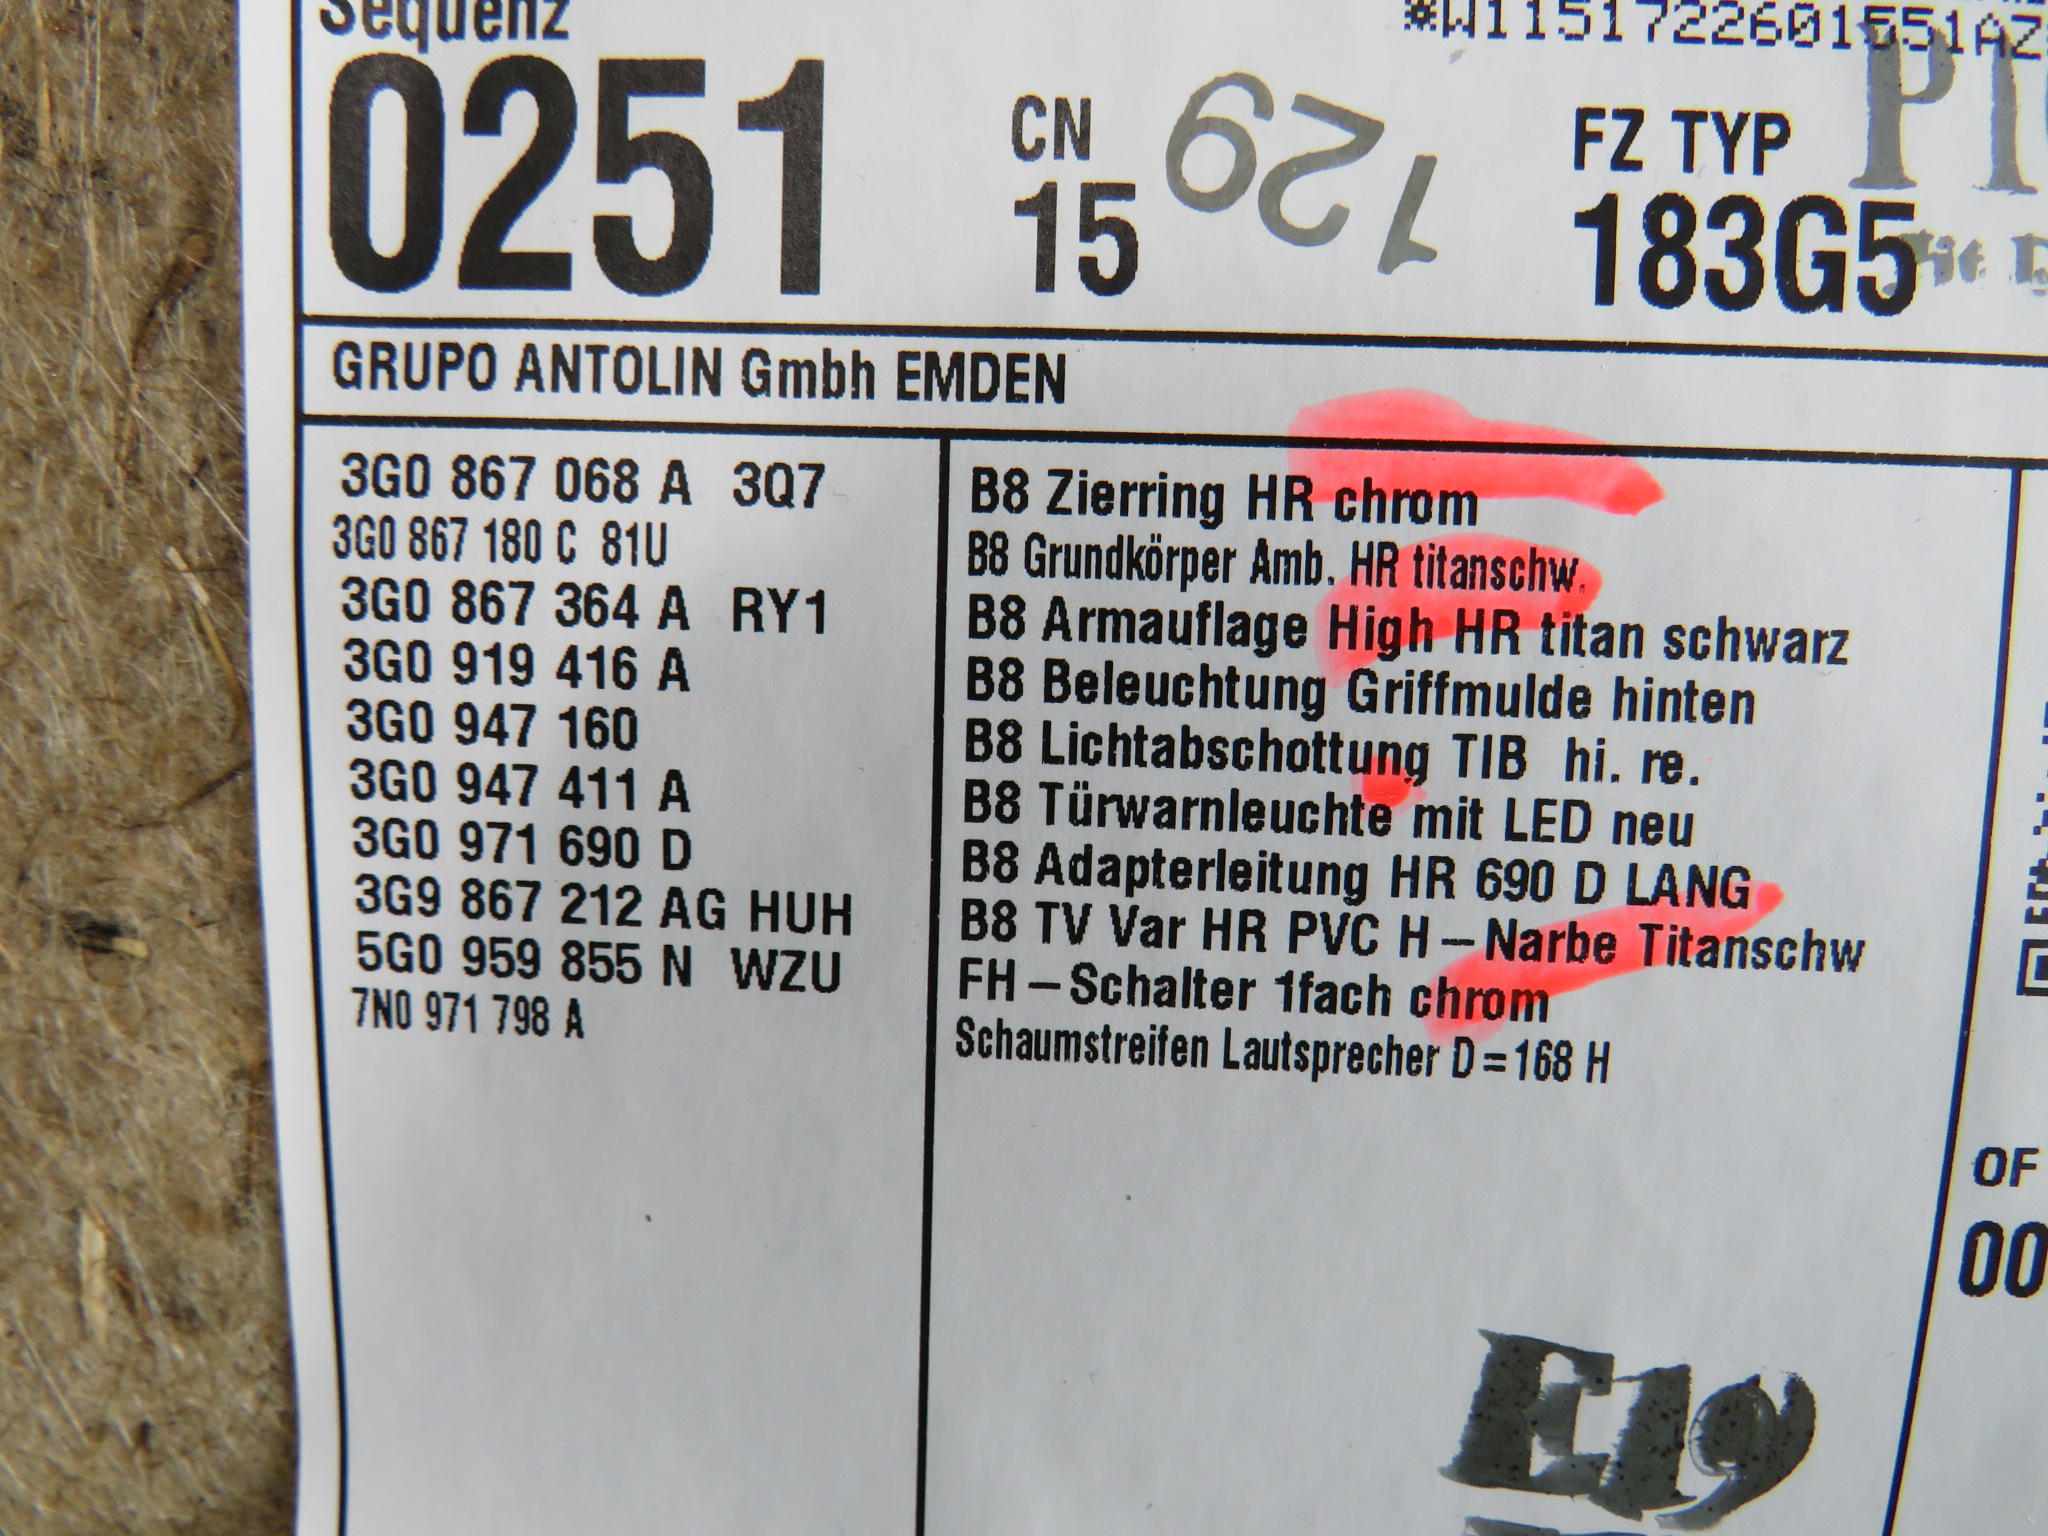 Sequenz
*W1151722601551AZ
0251
CN
15
129
FZ TYP
183G5
GRUPO ANTOLIN Gmbh EMDEN
3G0 867 068 A 3Q7 B8 Zierring HR chrom
3G0 867 180 C 81U B8 Grundkörper Amb. HR titanschw.
3G0 867 364 A RY1 B8 Armauflage High HR titan schwarz
3G0 919 416 A B8 Beleuchtung Griffmulde hinten
3G0 947 160 B8 Lichtabschottung TIB hi. re.
3G0 947 411 A B8 Türwarnleuchte mit LED neu
3G0 971 690 D B8 Adapterleitung HR 690 D LANG
3G9 867 212 AG HUH B8 TV Var HR PVC H-Narbe Titanschw
5G0 959 855 N WZU FH-Schalter 1fach chrom
7N0 971 798 A Schaumstreifen Lautsprecher D=168 H
OF
00
E19